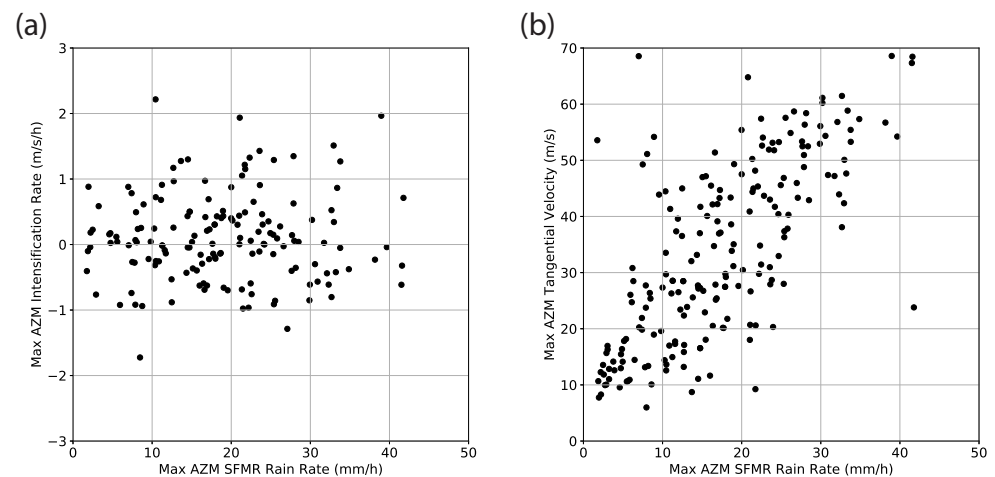 (a)
(b)
3
2
1
0
−1
−2
−3
Max AZM Intensification Rate (m/s/h)
0 10 20 30 40 50
Max AZM SFMR Rain Rate (mm/h)
70
60
50
40
30
20
10
0
Max AZM Tangential Velocity (m/s)
0 10 20 30 40 50
Max AZM SFMR Rain Rate (mm/h)